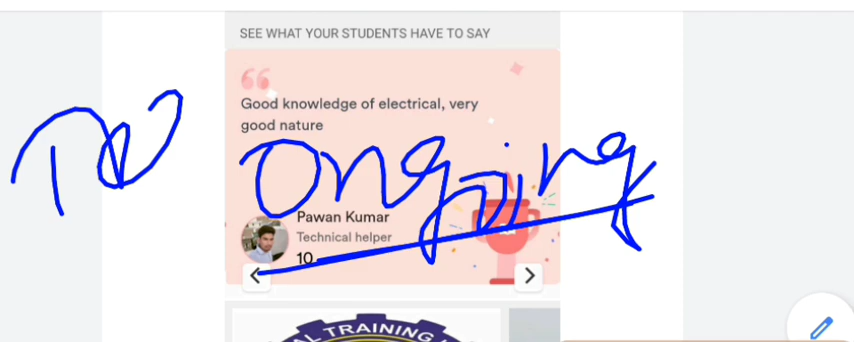 SEE WHAT YOUR STUDENTS HAVE TO SAY
Good knowledge of electrical, very
good nature
Ongoing
Pawan Kumar
Technical helper
10
TRAINING